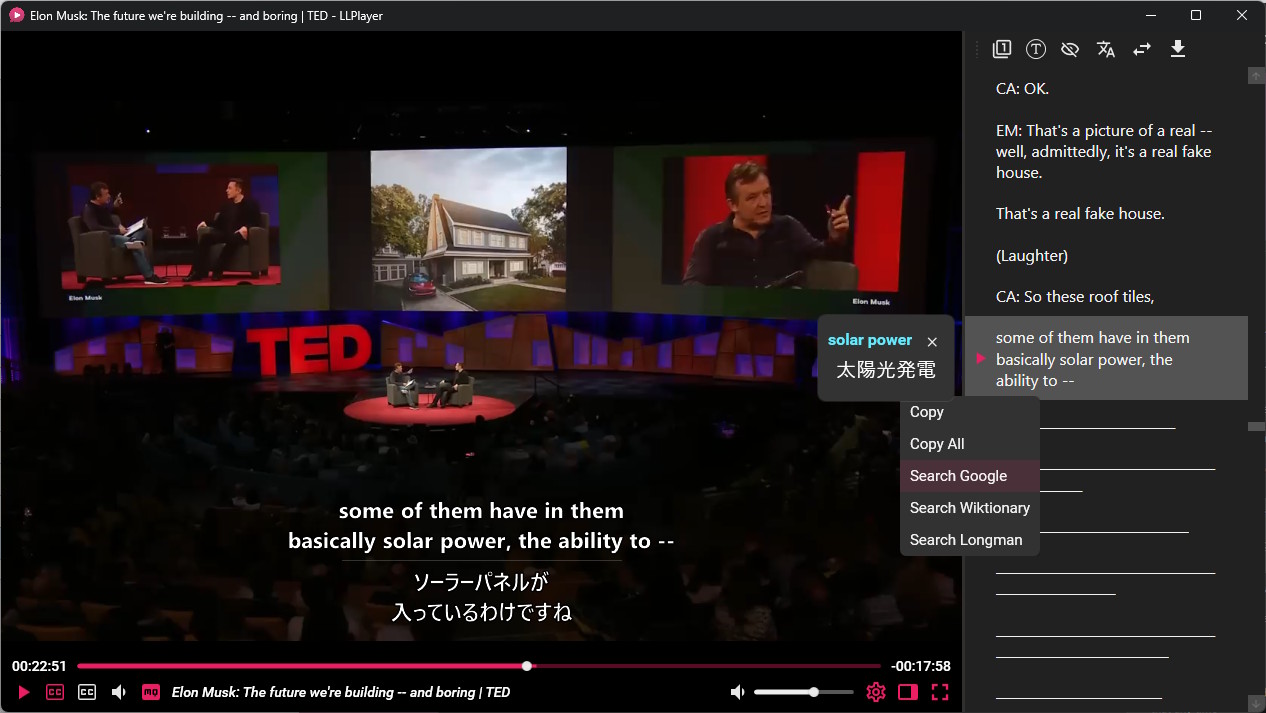 Elon Musk: The future we're building -- and boring | TED - LLPlayer
Elon Musk
Elon Musk
TED
some of them have in them
basically solar power, the ability to --
ソーラーパネルが
入っているわけですね
solar power
太陽光発電
Copy
Copy All
Search Google
Search Wiktionary
Search Longman
1
T
CA: OK.
EM: That's a picture of a real --
well, admittedly, it's a real fake
house.
That's a real fake house.
(Laughter)
CA: So these roof tiles,
some of them have in them
basically solar power, the
ability to --
00:22:51
-00:17:58
CC
CC
HQ
Elon Musk: The future we're building -- and boring | TED